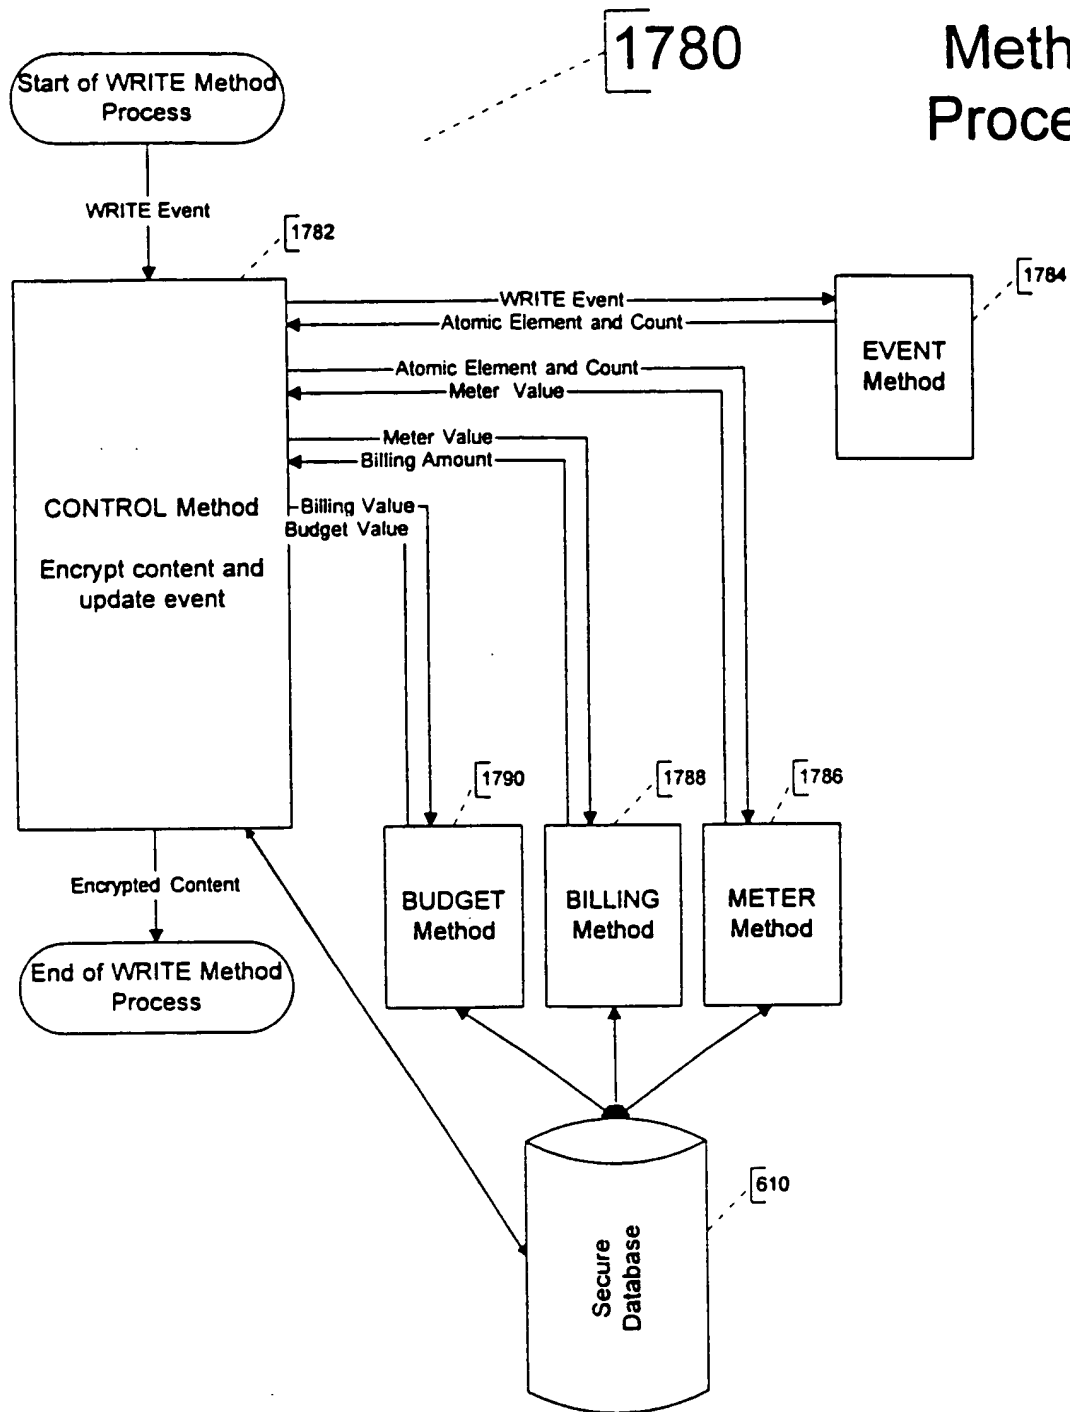 1780
Meth
Proce
Start of WRITE Method
Process
WRITE Event
1782
1784
WRITE Event
Atomic Element and Count
EVENT
Method
Atomic Element and Count
Meter Value
Meter Value
Billing Amount
CONTROL Method
Billing Value
Budget Value
Encrypt content and
update event
1790
1788
1786
Encrypted Content
BUDGET
Method
BILLING
Method
METER
Method
End of WRITE Method
Process
610
Secure
Database